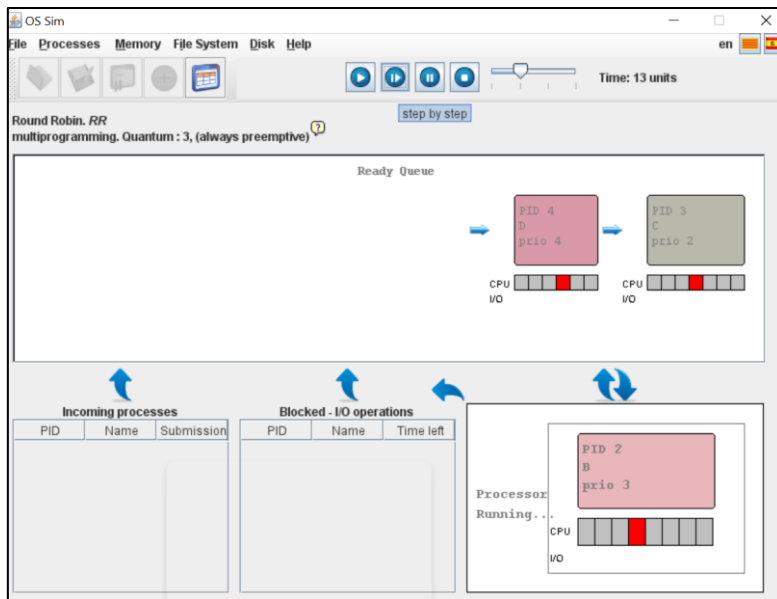 OS Sim
File Processes Memory File System Disk Help en
Time: 13 units
step by step
Round Robin. RR
multiprogramming. Quantum : 3, (always preemptive) ?
Ready Queue
PID 4
D
prio 4
CPU
I/O
PID 3
C
prio 2
CPU
I/O
Incoming processes
PID Name Submission
Blocked - I/O operations
PID Name Time left
Processor
Running...
PID 2
B
prio 3
CPU
I/O